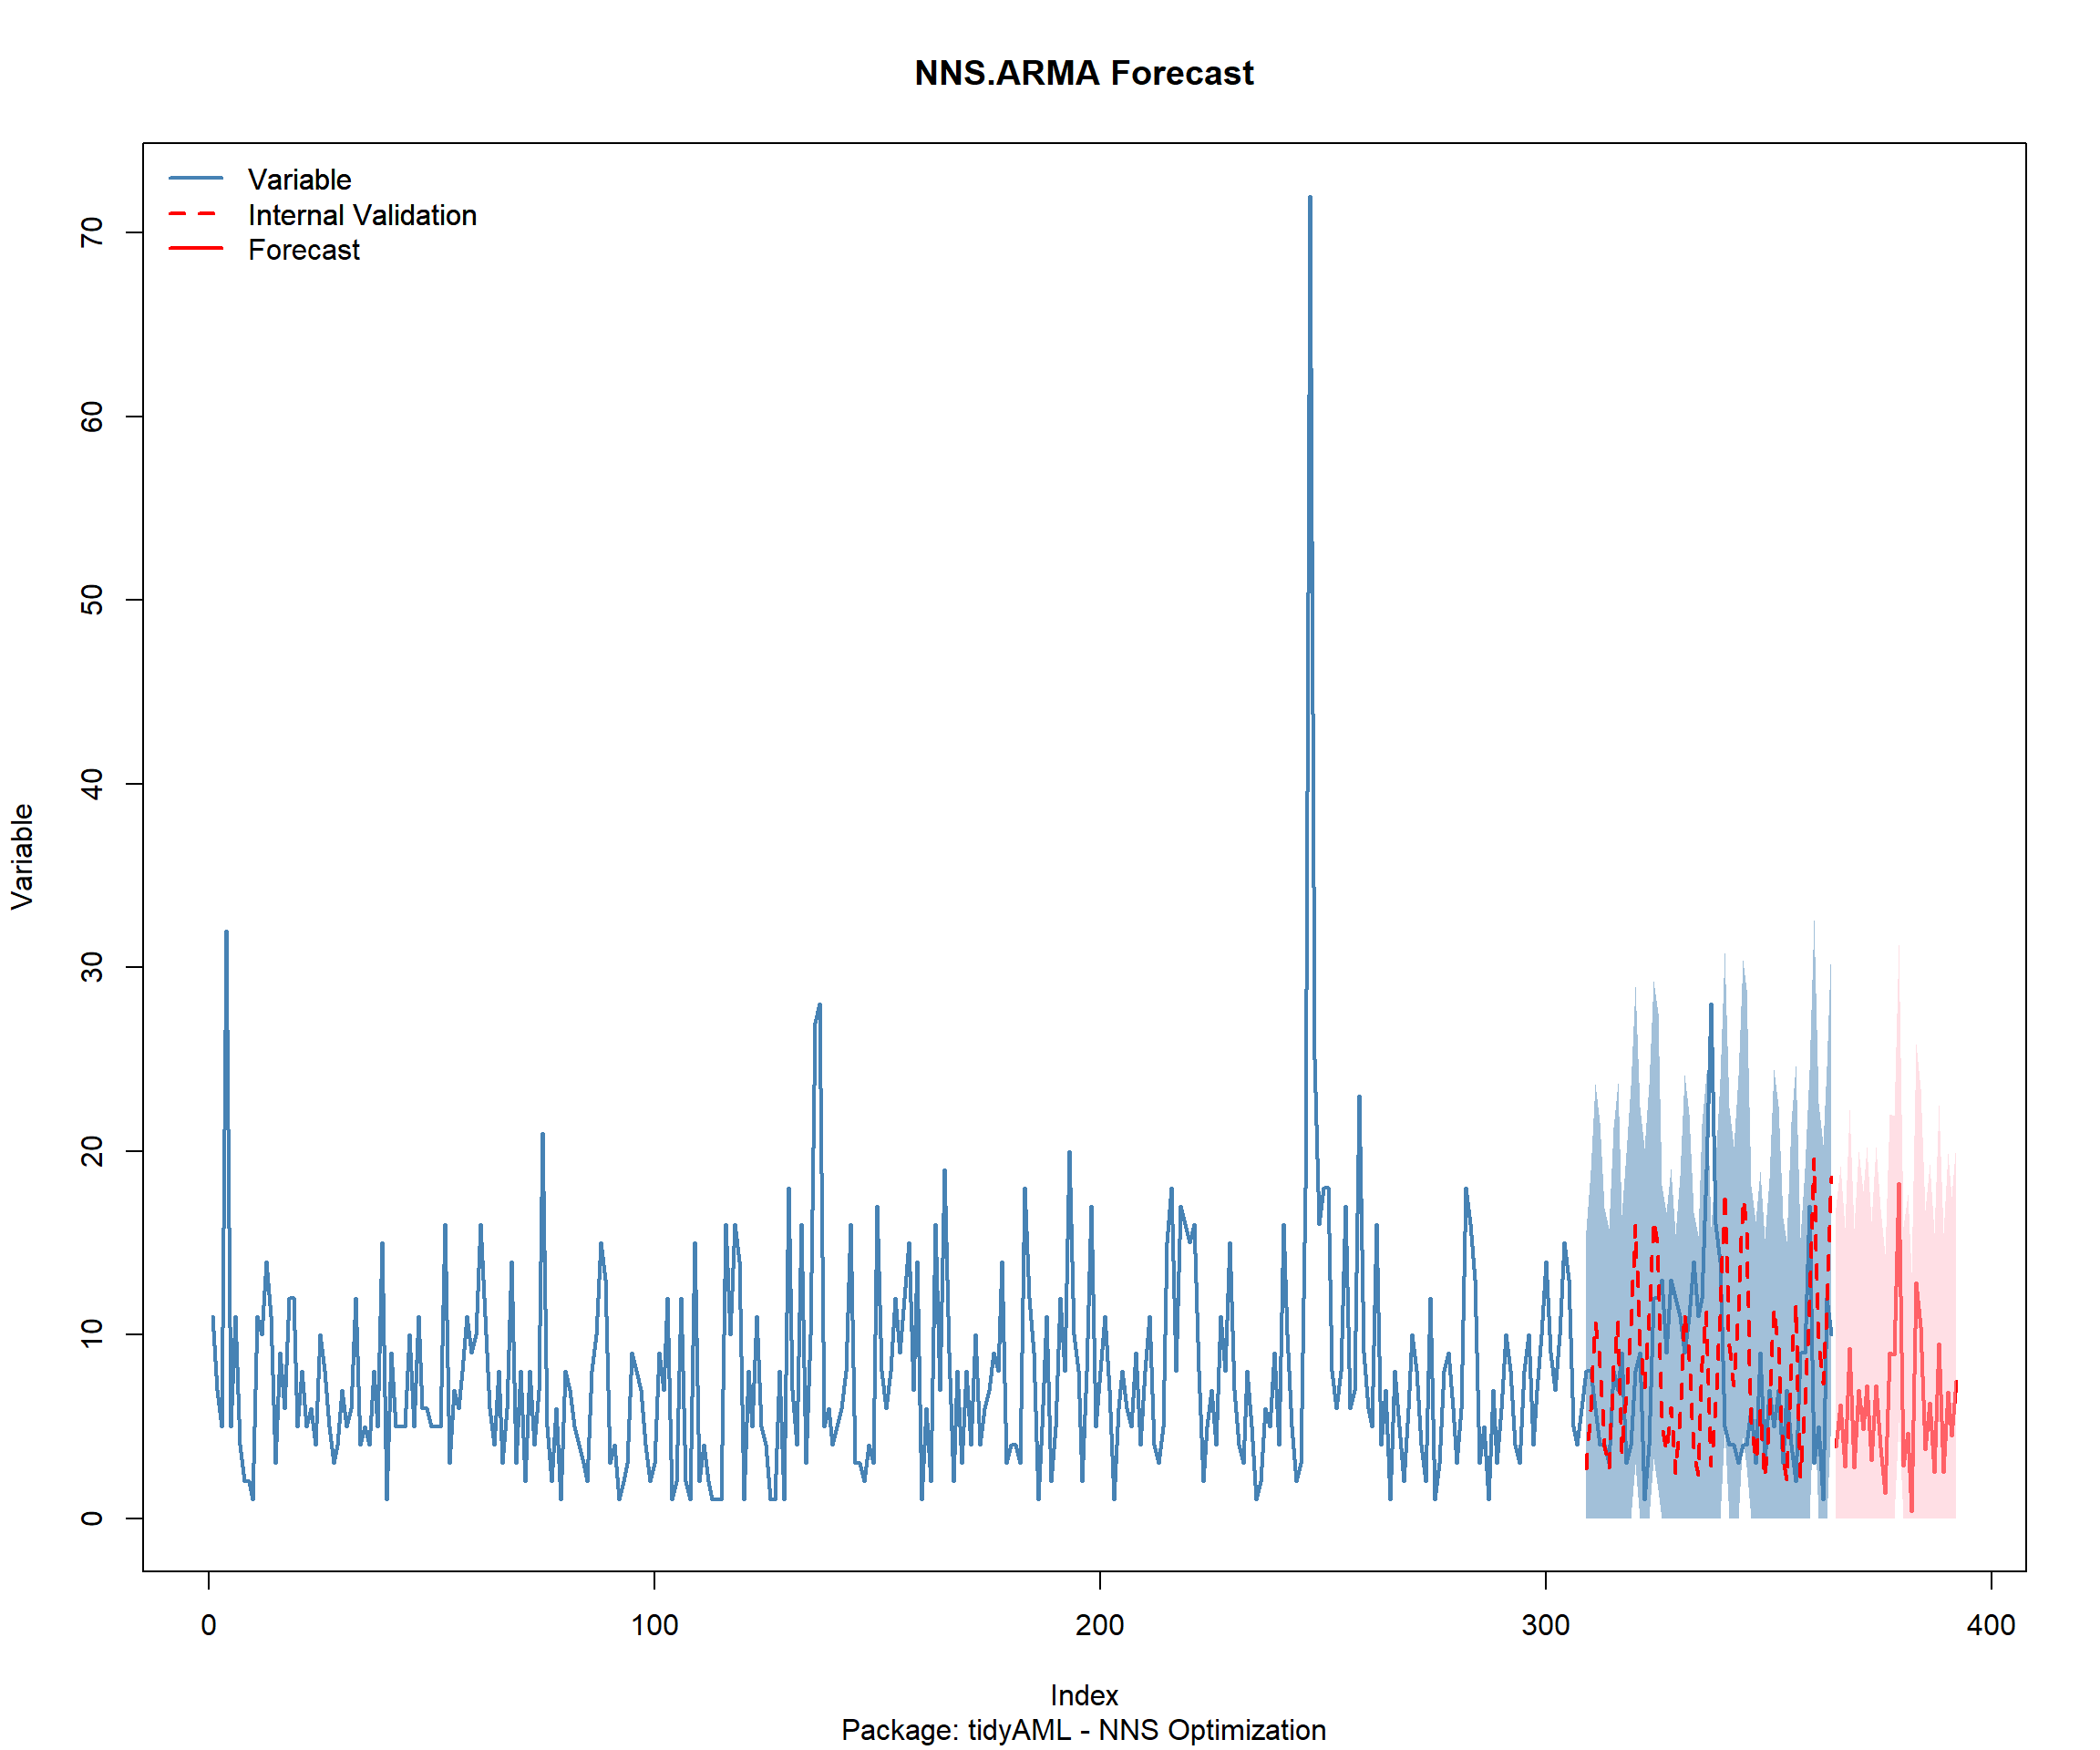 NNS.ARMA Forecast
Variable
Internal Validation
Forecast
70
60
50
40
30
20
10
0
Variable
0 100 200 300 400
Index
Package: tidyAML - NNS Optimization